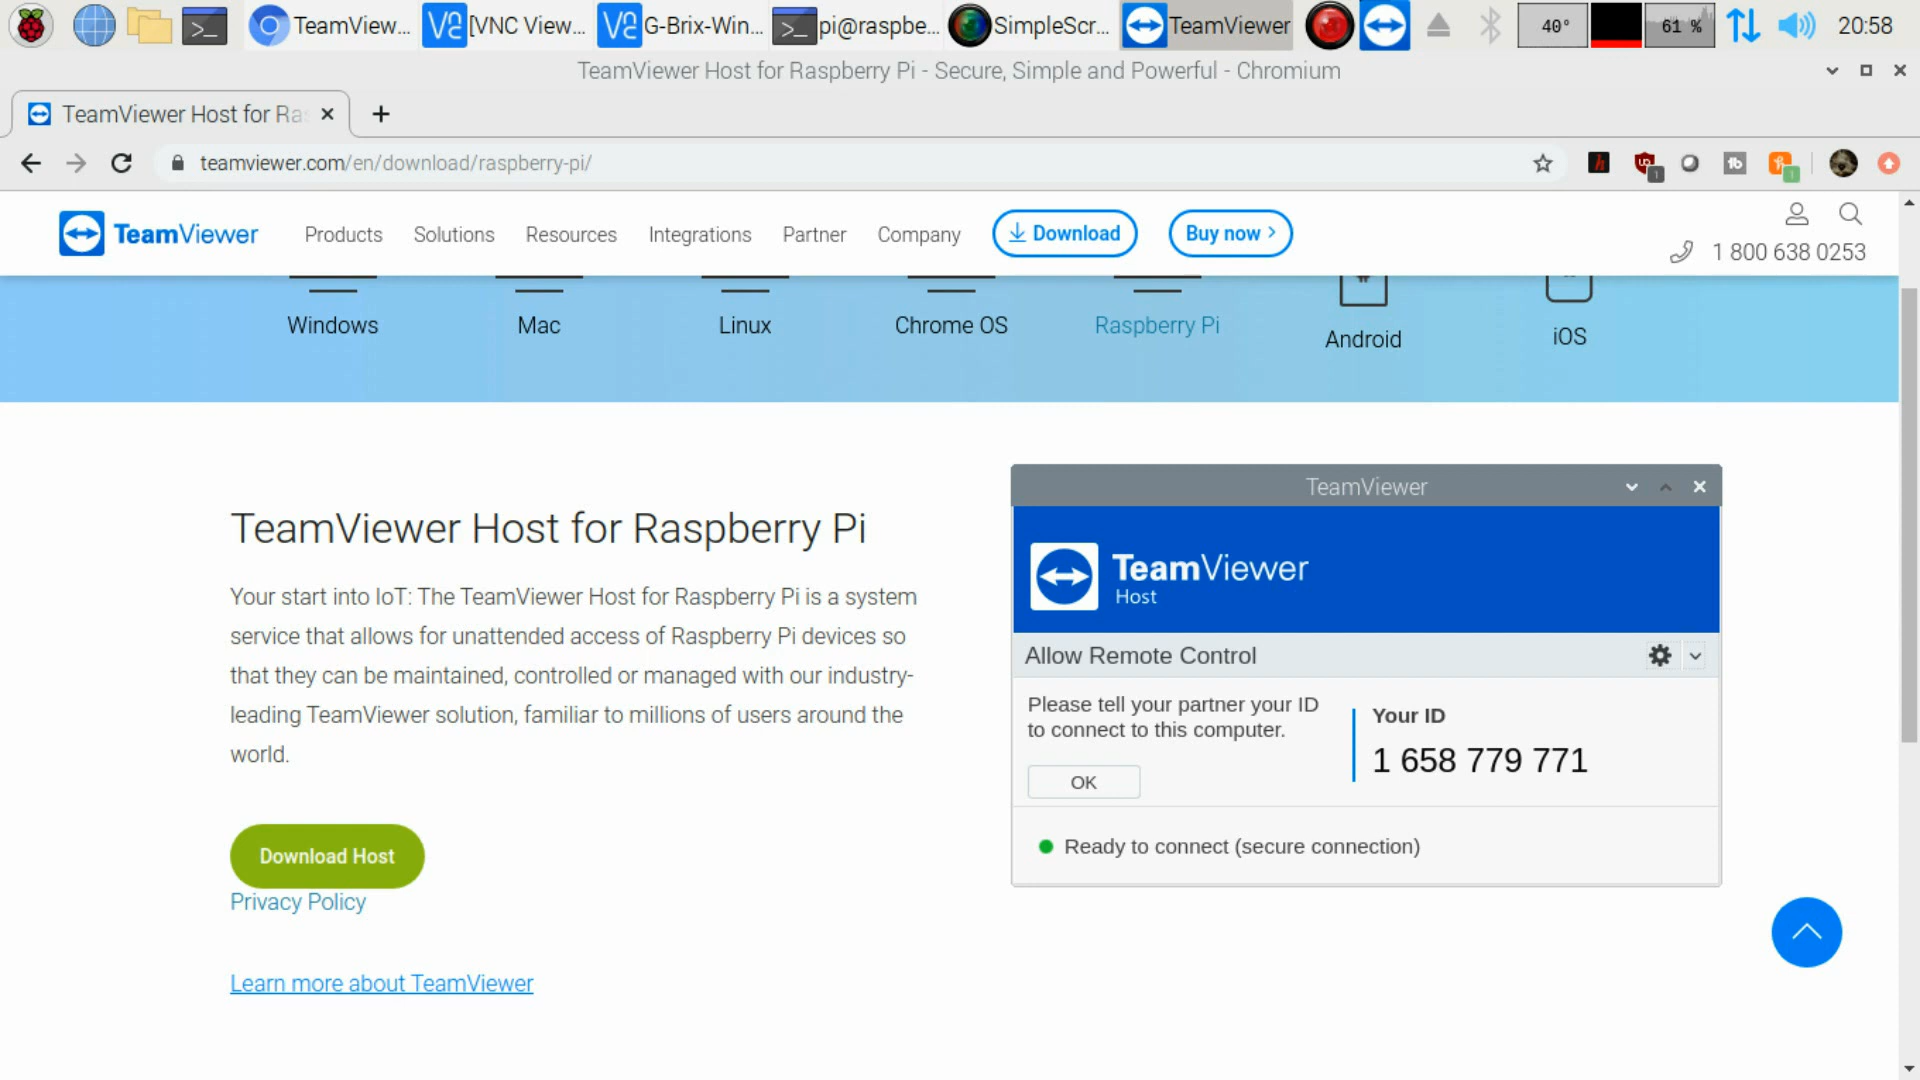 TeamView...
[VNC View...
G-Brix-Win...
pi@raspbe...
SimpleScr...
TeamViewer
40°
61 %
20:58
TeamViewer Host for Raspberry Pi - Secure, Simple and Powerful - Chromium
TeamViewer Host for Ra
teamviewer.com/en/download/raspberry-pi/
TeamViewer
Products
Solutions
Resources
Integrations
Partner
Company
Download
Buy now
1 800 638 0253
Windows
Mac
Linux
Chrome OS
Raspberry Pi
Android
iOS
TeamViewer Host for Raspberry Pi
Your start into IoT: The TeamViewer Host for Raspberry Pi is a system
service that allows for unattended access of Raspberry Pi devices so
that they can be maintained, controlled or managed with our industry-
leading TeamViewer solution, familiar to millions of users around the
world.
Download Host
Privacy Policy
Learn more about TeamViewer
TeamViewer
TeamViewer
Host
Allow Remote Control
Please tell your partner your ID
to connect to this computer.
OK
Your ID
1 658 779 771
Ready to connect (secure connection)